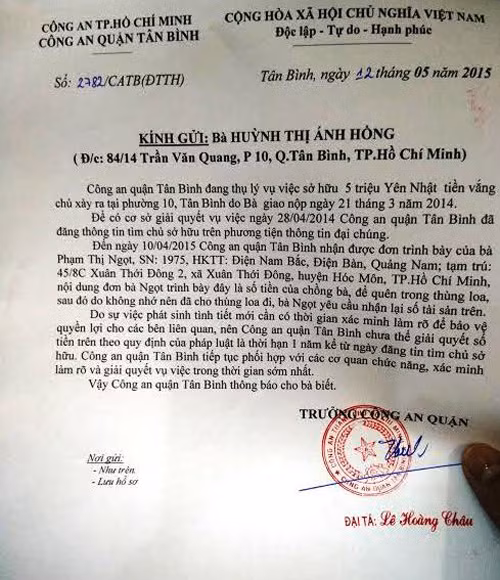 CÔNG AN TP.HỒ CHÍ MINH
CÔNG AN QUẬN TÂN BÌNH
CỘNG HÒA XÃ HỘI CHỦ NGHĨA VIỆT NAM
Độc lập - Tự do - Hạnh phúc
Số: 2782/CATB(ĐTTH)
Tân Bình, ngày 12 tháng 05 năm 2015
KÍNH GỬI: Bà HUỲNH THỊ ÁNH HỒNG
( Đ/c: 84/14 Trần Văn Quang, P 10, Q.Tân Bình, TP.Hồ Chí Minh)
Công an quận Tân Bình đang thụ lý vụ việc sở hữu 5 triệu Yên Nhật tiền vắng
chủ xảy ra tại phường 10, Tân Bình do Bà giao nộp ngày 21 tháng 3 năm 2014.
Để có cơ sở giải quyết vụ việc ngày 28/04/2014 Công an quận Tân Bình đã
đăng thông tin tìm chủ sở hữu trên phương tiện thông tin đại chúng.
Đến ngày 10/04/2015 Công an quận Tân Bình nhận được đơn trình bày của bà
Phạm Thị Ngọt, SN: 1975, HKTT: Điện Nam Bắc, Điện Bàn, Quảng Nam; tạm trú:
45/8C Xuân Thới Đông 2, xã Xuân Thới Đông, huyện Hóc Môn, TP.Hồ Chí Minh,
nội dung đơn bà Ngọt trình bày đây là số tiền của chồng bà, để quên trong thùng loa,
sau đó do không nhớ nên đã cho thùng loa đi, bà Ngọt yêu cầu nhận lại số tài sản trên.
Do sự việc phát sinh tình tiết mới cần có thời gian xác minh làm rõ để bảo vệ
quyền lợi cho các bên liên quan, nên Công an quận Tân Bình chưa thể giải quyết số
tiền trên theo quy định của pháp luật là thời hạn 1 năm kể từ ngày đăng tin tìm chủ sở
hữu. Công an quận Tân Bình tiếp tục phối hợp với các cơ quan chức năng, xác minh
làm rõ và giải quyết vụ việc trong thời gian sớm nhất.
Vậy Công an quận Tân Bình thông báo cho bà biết.
TRƯỞNG CÔNG AN QUẬN
Nơi gửi:
- Như trên
- Lưu hồ sơ
ĐẠI TÁ: Lê Hoàng Châu